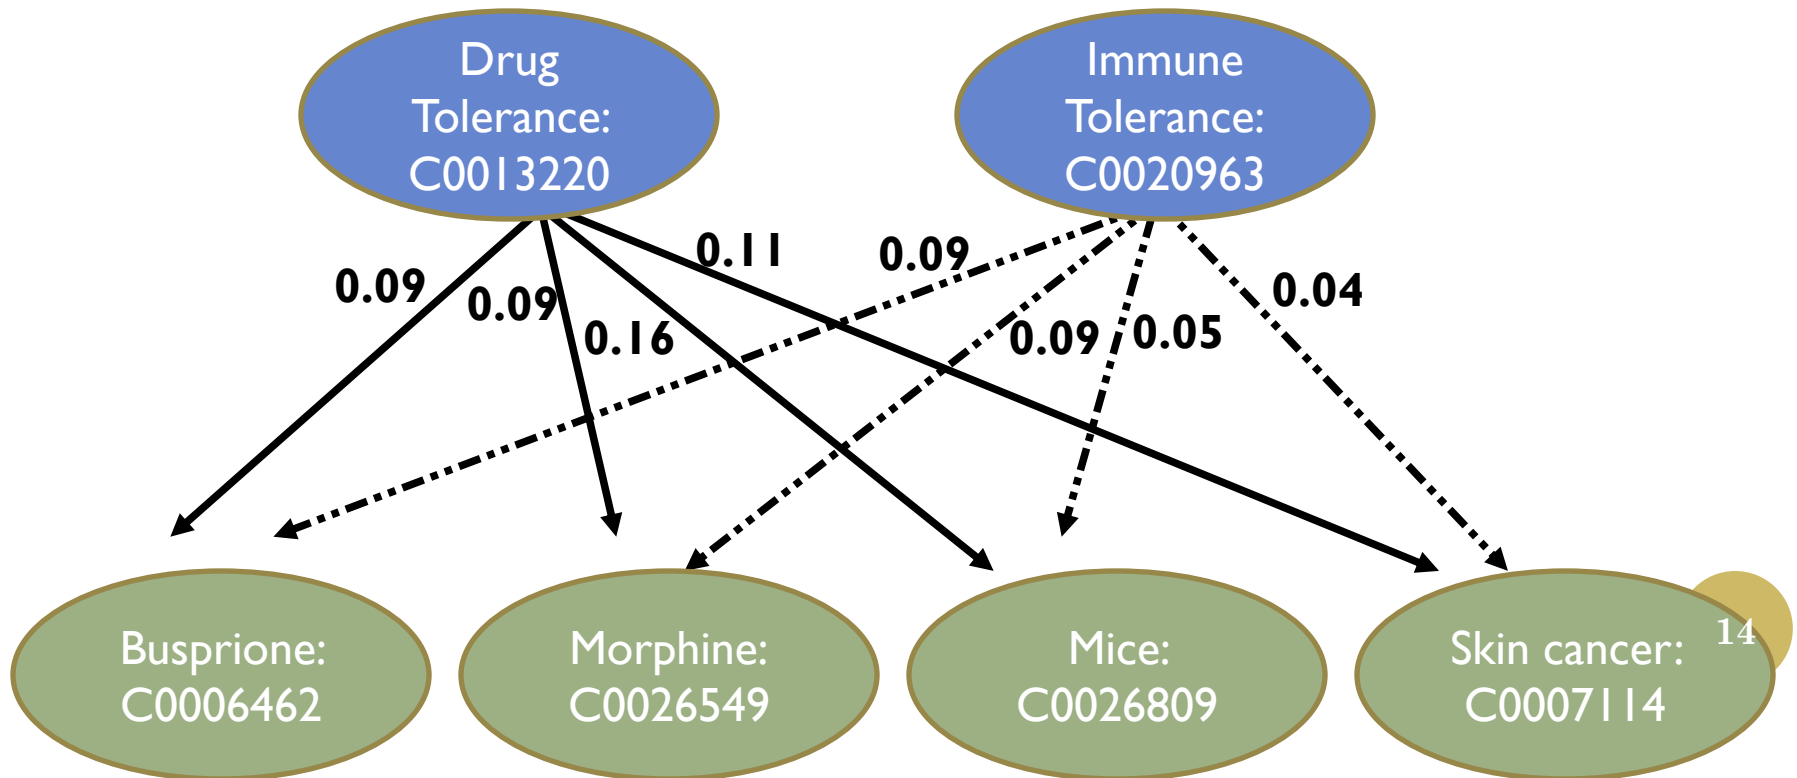 Drug
Tolerance:
C0013220
Immune
Tolerance:
C0020963
0.09
0.09
0.16
0.11
0.09
0.09
0.05
0.04
Busprione:
C0006462
Morphine:
C0026549
Mice:
C0026809
Skin cancer:
C0007114
14